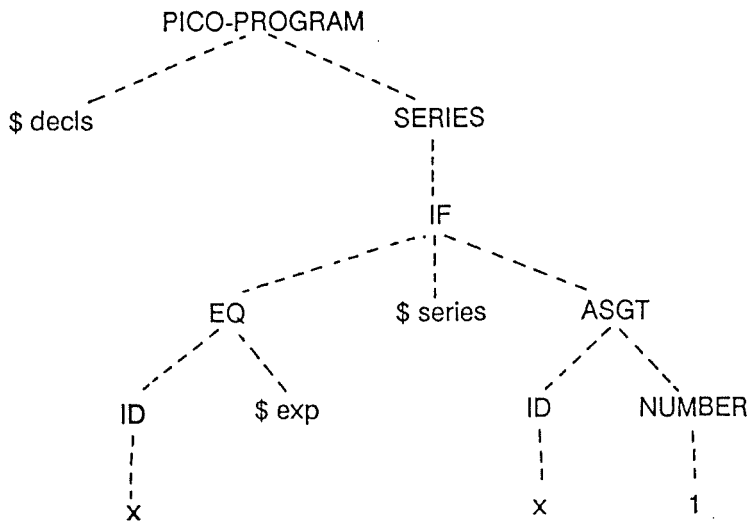 PICO-PROGRAM
$ decls
SERIES
IF
EQ
$ series
ASGT
ID
$ exp
ID
NUMBER
x
x
1